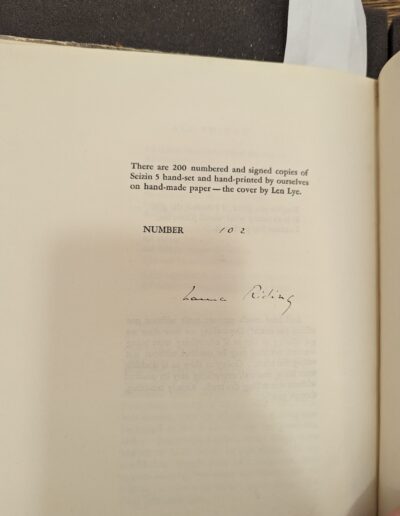 There are 200 numbered and signed copies of
Seizin 5 hand-set and hand-printed by ourselves
on hand-made paper — the cover by Len Lye.
NUMBER 102
Laura Riding